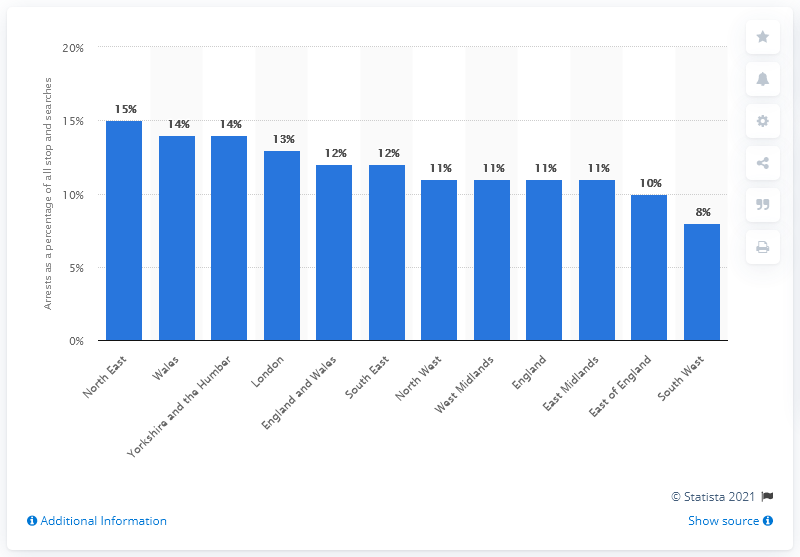 20%
15%
10%
5%
0%
Arrests as a percentage of all stop and searches
15%
14%
14%
13%
12%
12%
11%
11%
11%
11%
10%
8%
North East
Wales
Yorkshire and the Humber
London
England and Wales
South East
North West
West Midlands
England
East Midlands
East of England
South West
© Statista 2021
Additional Information
Show source